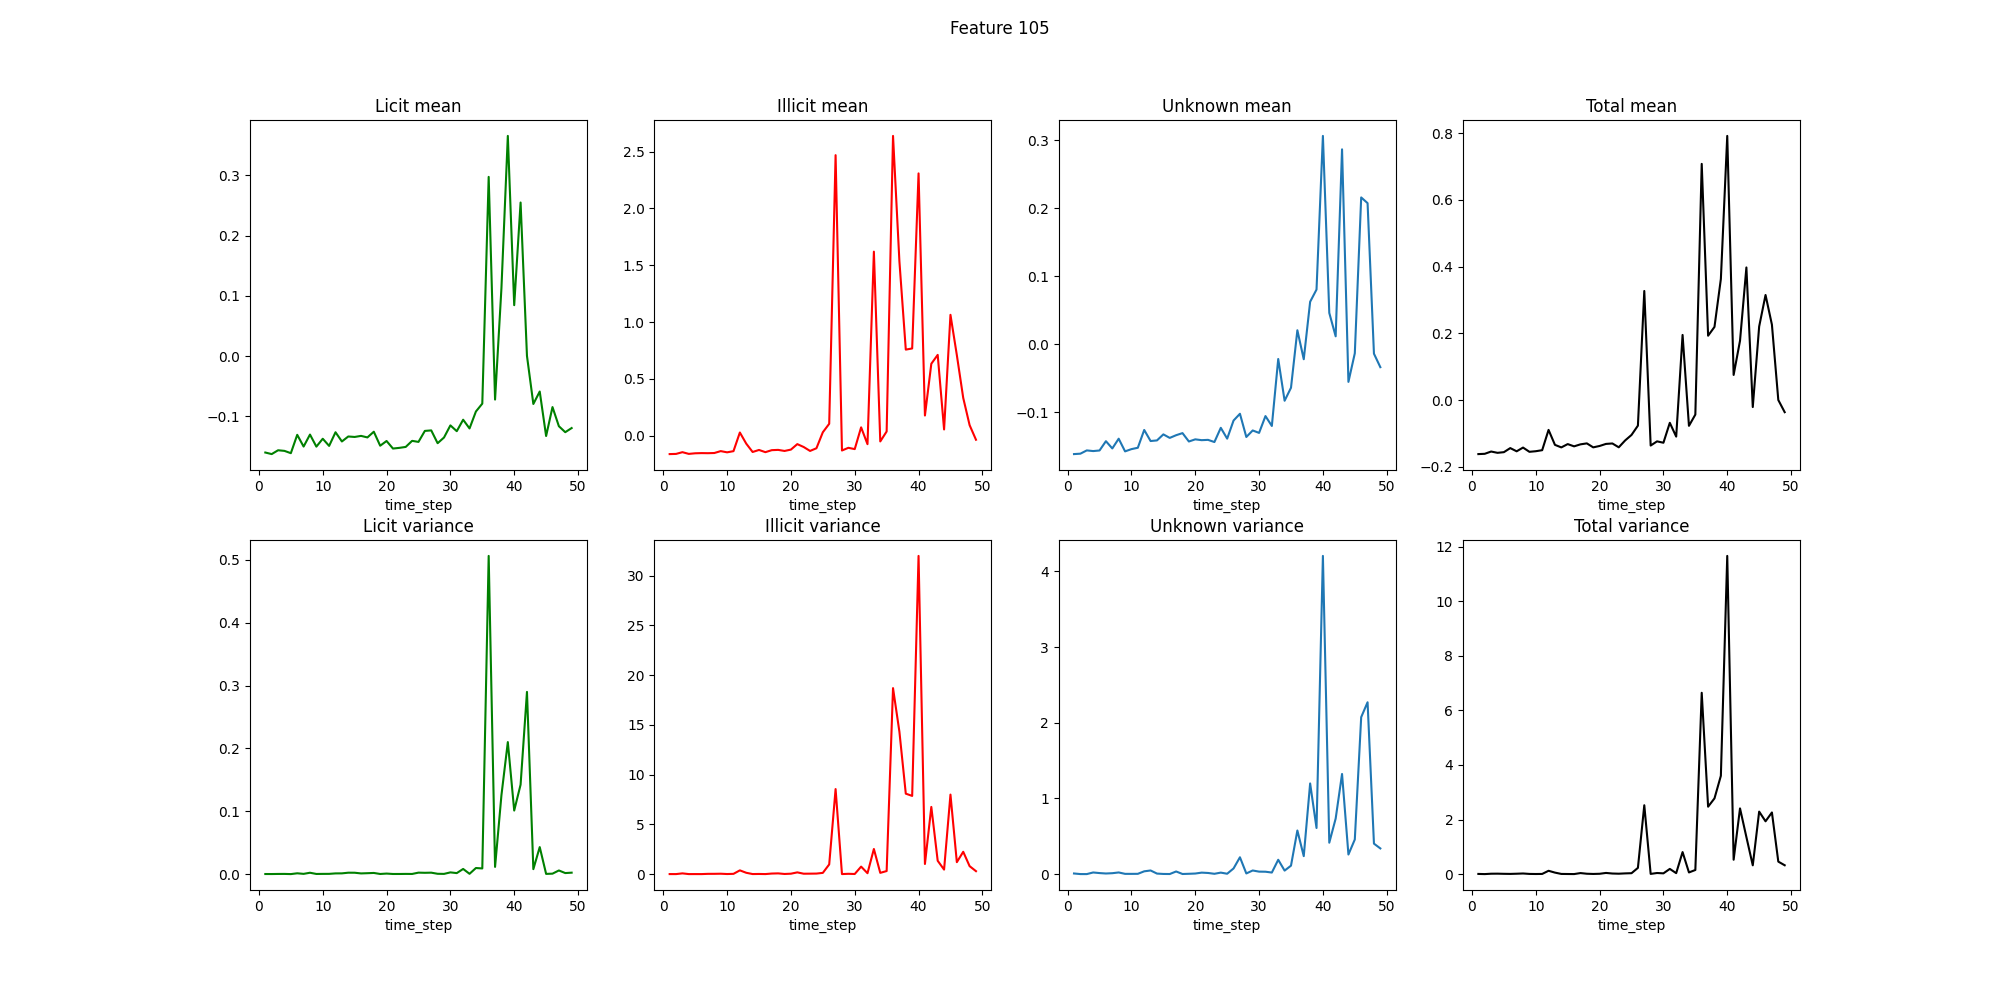 Feature 105
Licit mean
Illicit mean
Unknown mean
Total mean
0.3
0.2
0.1
0.0
−0.1
2.5
2.0
1.5
1.0
0.5
0.0
0.3
0.2
0.1
0.0
−0.1
0.8
0.6
0.4
0.2
0.0
−0.2
0 10 20 30 40 50
0 10 20 30 40 50
0 10 20 30 40 50
0 10 20 30 40 50
time_step
time_step
time_step
time_step
Licit variance
Illicit variance
Unknown variance
Total variance
0.5
0.4
0.3
0.2
0.1
0.0
30
25
20
15
10
5
0
4
3
2
1
0
12
10
8
6
4
2
0
0 10 20 30 40 50
0 10 20 30 40 50
0 10 20 30 40 50
0 10 20 30 40 50
time_step
time_step
time_step
time_step